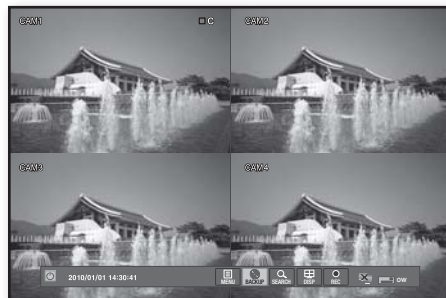 CAM1
C
CAM2
CAM3
CAM4
2010/01/01 14:30:41
MENU
BACKUP
SEARCH
DISP
REC
OW